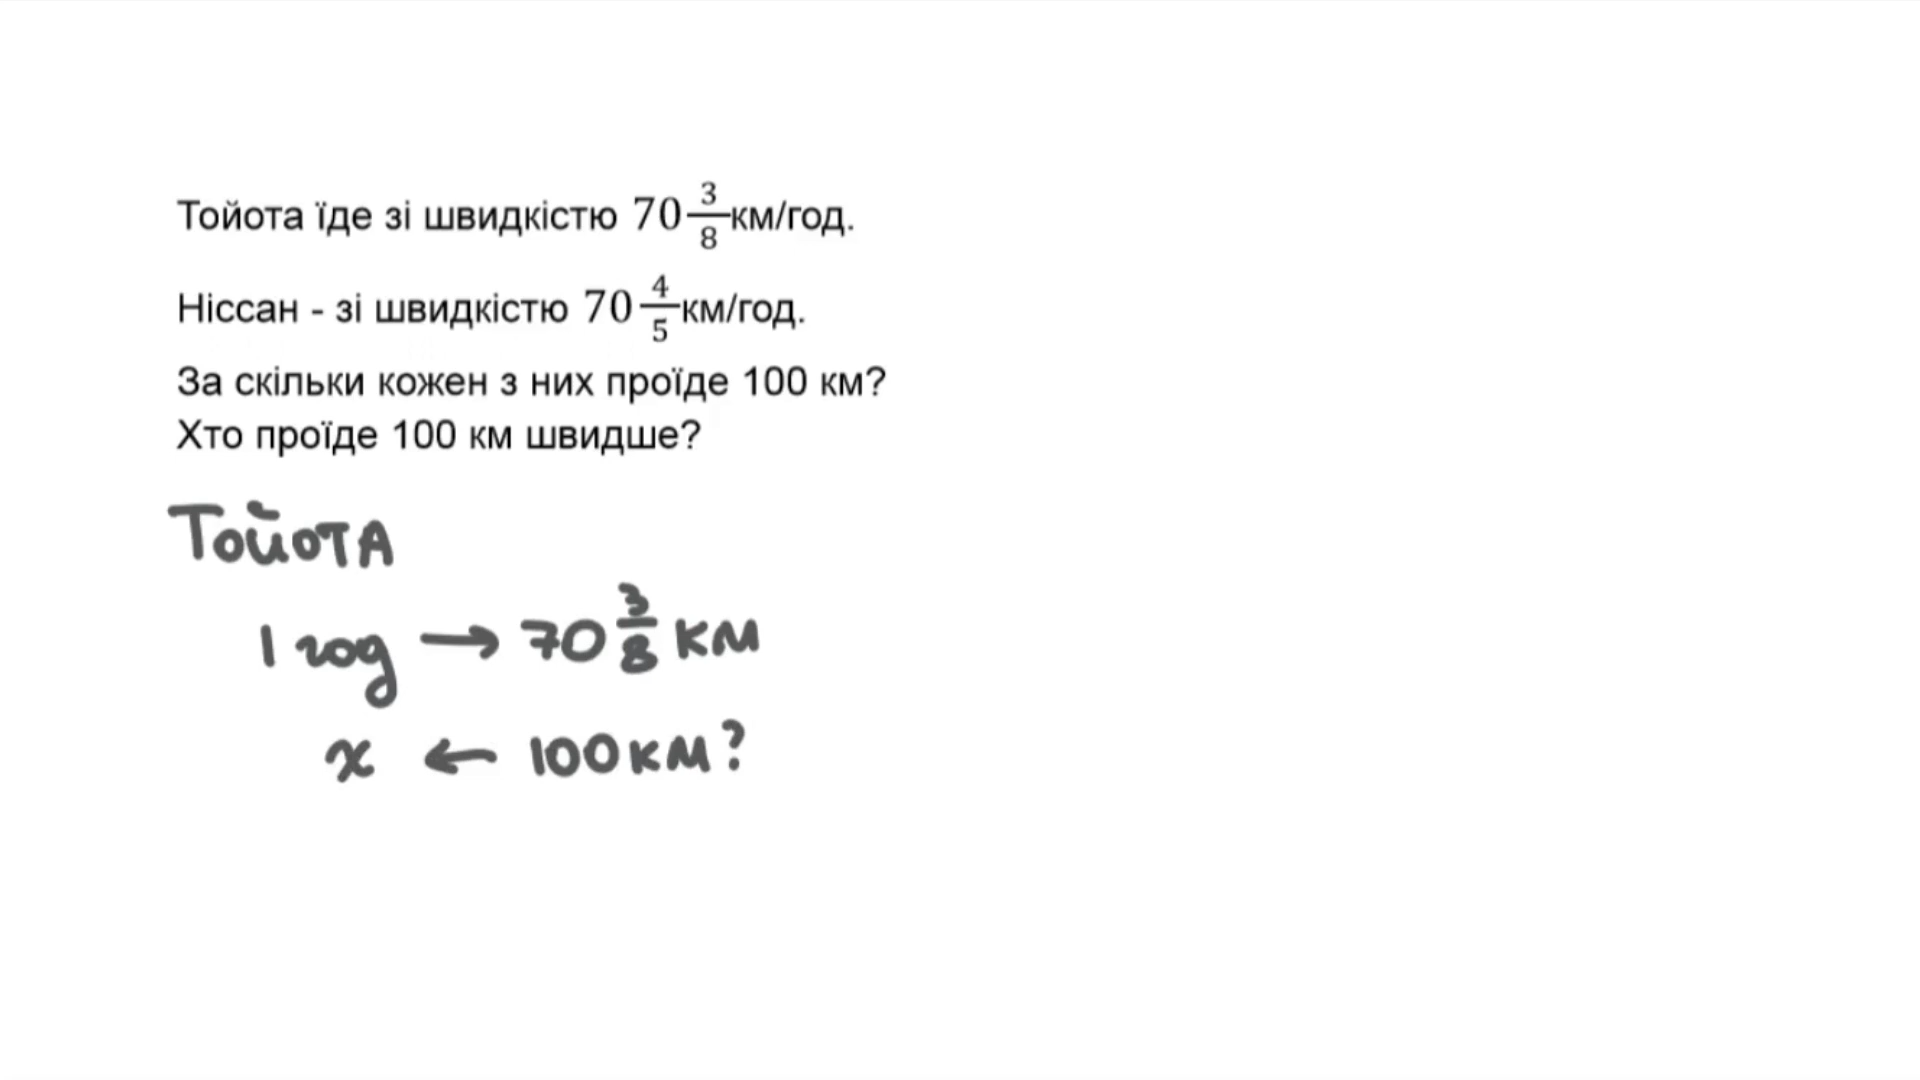 Тойота їде зі швидкістю 70 3/8 км/год.
Ніссан - зі швидкістю 70 4/5 км/год.
За скільки кожен з них проїде 100 км?
Хто проїде 100 км швидше?
Тойота
1 год → 70 3/8 км
x ← 100 км?